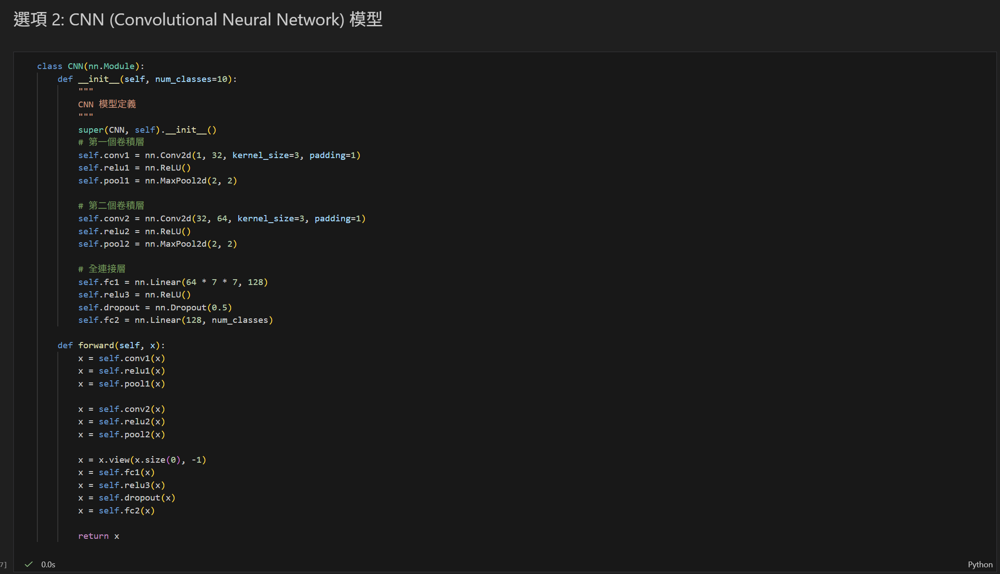 選項 2: CNN (Convolutional Neural Network) 模型
class CNN(nn.Module):
    def __init__(self, num_classes=10):
        """
        CNN 模型定義
        """
        super(CNN, self).__init__()
        # 第一個卷積層
        self.conv1 = nn.Conv2d(1, 32, kernel_size=3, padding=1)
        self.relu1 = nn.ReLU()
        self.pool1 = nn.MaxPool2d(2, 2)

        # 第二個卷積層
        self.conv2 = nn.Conv2d(32, 64, kernel_size=3, padding=1)
        self.relu2 = nn.ReLU()
        self.pool2 = nn.MaxPool2d(2, 2)

        # 全連接層
        self.fc1 = nn.Linear(64 * 7 * 7, 128)
        self.relu3 = nn.ReLU()
        self.dropout = nn.Dropout(0.5)
        self.fc2 = nn.Linear(128, num_classes)

    def forward(self, x):
        x = self.conv1(x)
        x = self.relu1(x)
        x = self.pool1(x)

        x = self.conv2(x)
        x = self.relu2(x)
        x = self.pool2(x)

        x = x.view(x.size(0), -1)
        x = self.fc1(x)
        x = self.relu3(x)
        x = self.dropout(x)
        x = self.fc2(x)

        return x
7]
0.0s
Python